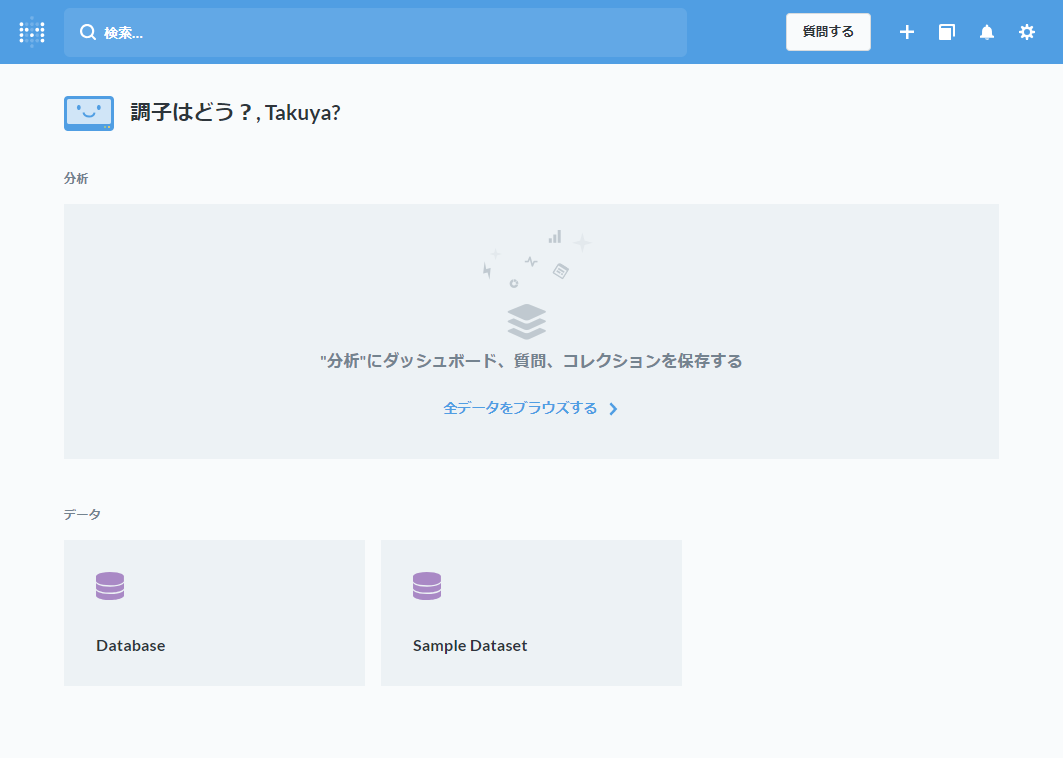 検索...
質問する
調子はどう？, Takuya?
分析
"分析"にダッシュボード、質問、コレクションを保存する
全データをブラウズする
データ
Database
Sample Dataset